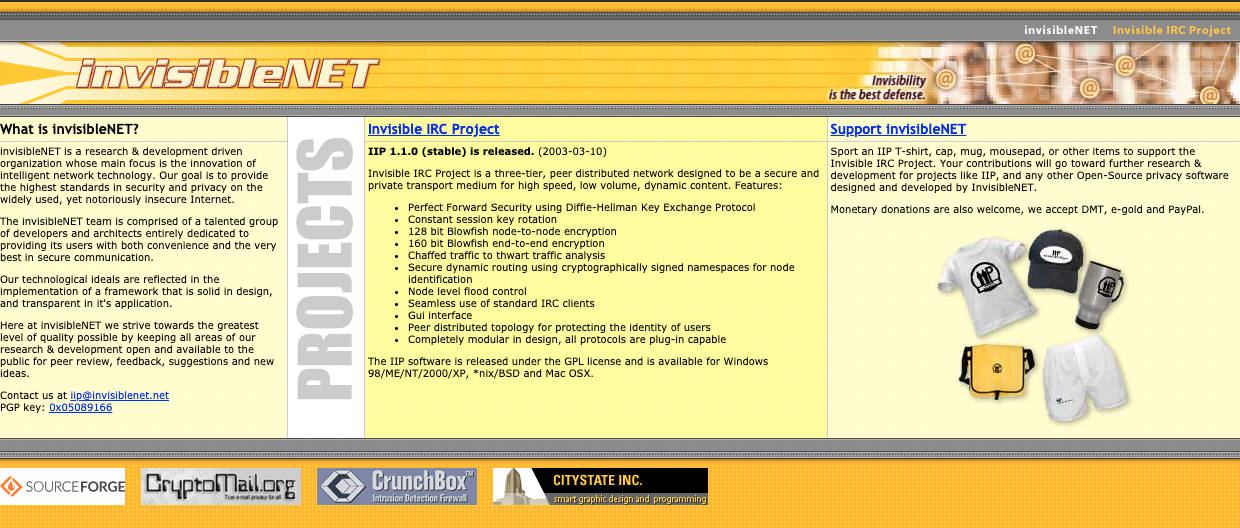 invisibleNET Invisible IRC Project
invisibleNET
Invisibility
is the best defense.
What is invisibleNET?
invisibleNET is a research & development driven
organization whose main focus is the innovation of
intelligent network technology. Our goal is to provide
the highest standards in security and privacy on the
widely used, yet notoriously insecure Internet.
The invisibleNET team is comprised of a talented group
of developers and architects entirely dedicated to
providing its users with both convenience and the very
best in secure communication.
Our technological ideals are reflected in the
implementation of a framework that is solid in design,
and transparent in it's application.
Here at invisibleNET we strive towards the greatest
level of quality possible by keeping all areas of our
research & development open and available to the
public for peer review, feedback, suggestions and new
ideas.
Contact us at iip@invisiblenet.net
PGP key: 0x05089166
PROJECTS
Invisible IRC Project
IIP 1.1.0 (stable) is released. (2003-03-10)
Invisible IRC Project is a three-tier, peer distributed network designed to be a secure and
private transport medium for high speed, low volume, dynamic content. Features:
• Perfect Forward Security using Diffie-Hellman Key Exchange Protocol
• Constant session key rotation
• 128 bit Blowfish node-to-node encryption
• 160 bit Blowfish end-to-end encryption
• Chaffed traffic to thwart traffic analysis
• Secure dynamic routing using cryptographically signed namespaces for node
identification
• Node level flood control
• Seamless use of standard IRC clients
• Gui interface
• Peer distributed topology for protecting the identity of users
• Completely modular in design, all protocols are plug-in capable
The IIP software is released under the GPL license and is available for Windows
98/ME/NT/2000/XP, *nix/BSD and Mac OSX.
Support invisibleNET
Sport an IIP T-shirt, cap, mug, mousepad, or other items to support the
Invisible IRC Project. Your contributions will go toward further research &
development for projects like IIP, and any other Open-Source privacy software
designed and developed by InvisibleNET.
Monetary donations are also welcome, we accept DMT, e-gold and PayPal.
SOURCEFORGE
CryptoMail.org
True e-mail privacy for all.
CrunchBox™
Intrusion Detection Firewall
CITYSTATE INC.
smart graphic design and programming